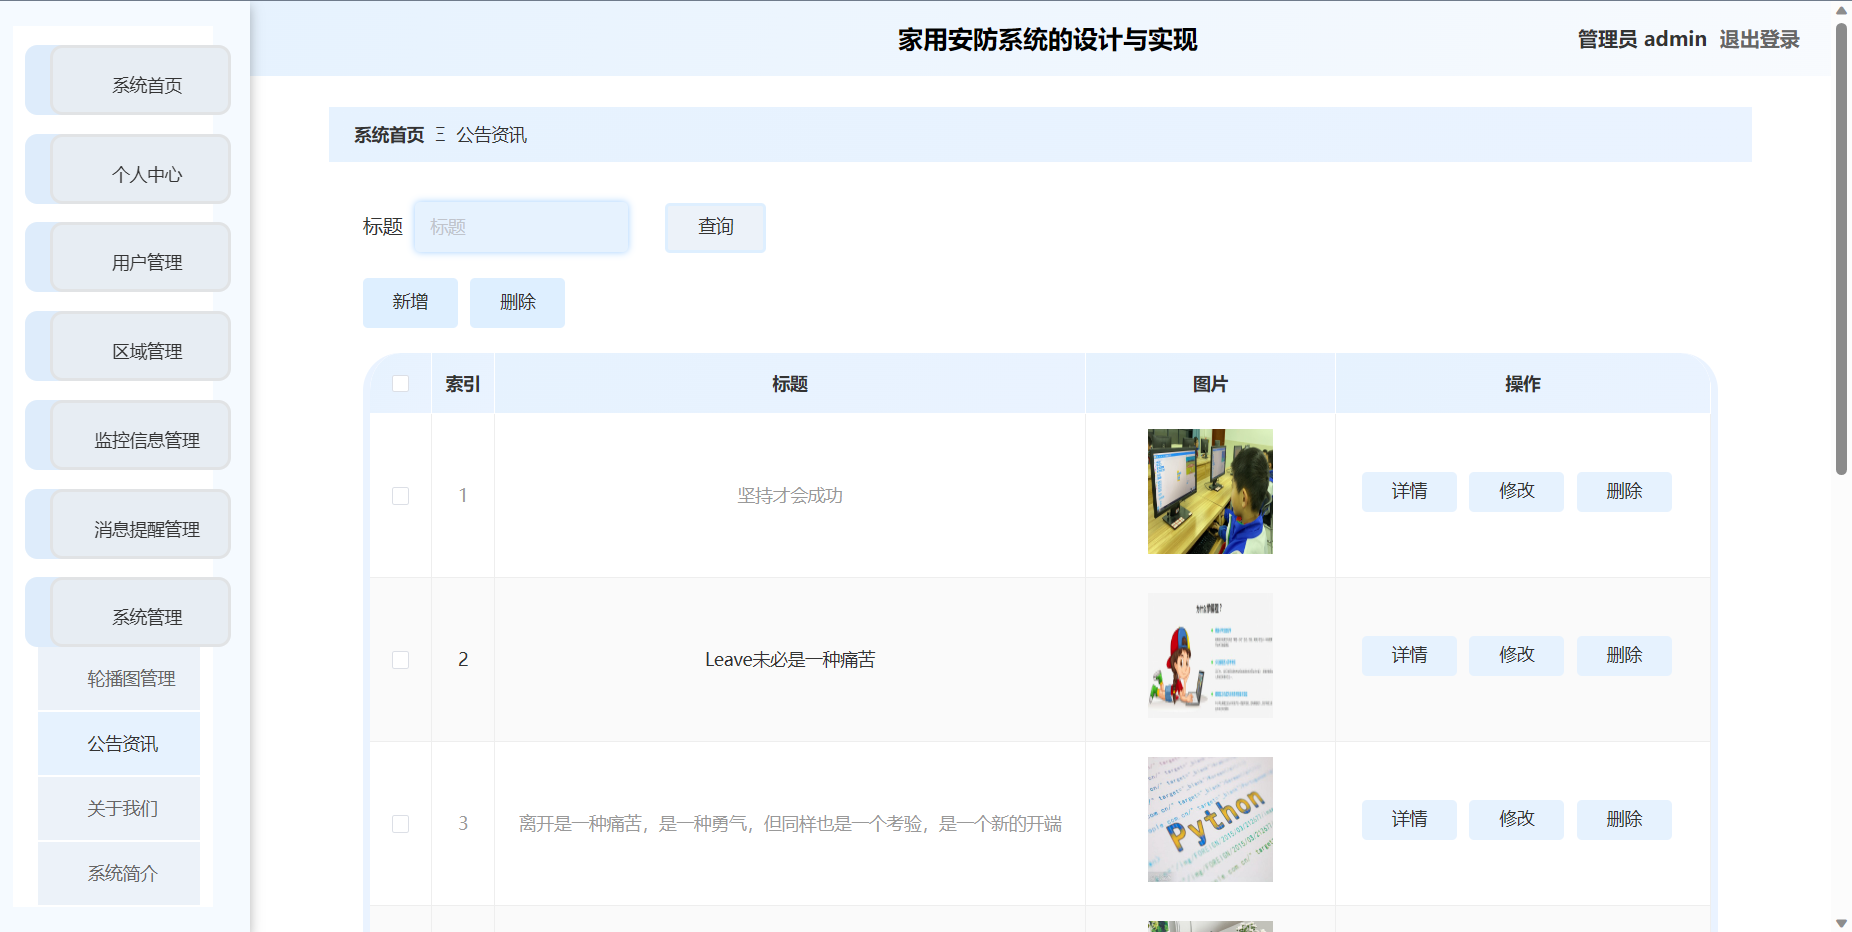 家用安防系统的设计与实现
管理员 admin 退出登录
系统首页
个人中心
用户管理
区域管理
监控信息管理
消息提醒管理
系统管理
轮播图管理
公告资讯
关于我们
系统简介
系统首页 Ξ 公告资讯
标题 标题 查询
新增 删除
索引 标题 图片 操作
1 坚持才会成功 详情 修改 删除
2 Leave未必是一种痛苦 详情 修改 删除
为什么学编程？
3 离开是一种痛苦，是一种勇气，但同样也是一个考验，是一个新的开端 详情 修改 删除
Python